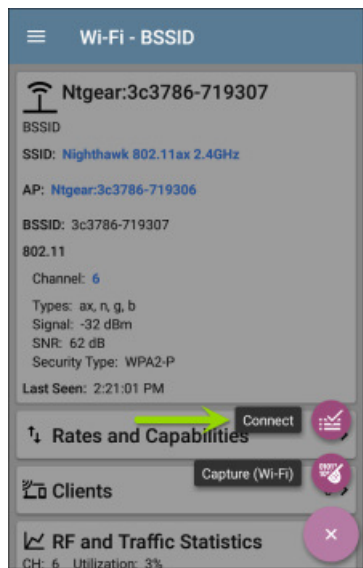 Wi-Fi - BSSID
Ntgear:3c3786-719307
BSSID
SSID: Nighthawk 802.11ax 2.4GHz
AP: Ntgear:3c3786-719306
BSSID: 3c3786-719307
802.11
Channel: 6
Types: ax, n, g, b
Signal: -32 dBm
SNR: 62 dB
Security Type: WPA2-P
Last Seen: 2:21:01 PM
Connect
Rates and Capabilities
Capture (Wi-Fi)
Clients
RF and Traffic Statistics
CH: 6 Utilization: 3%